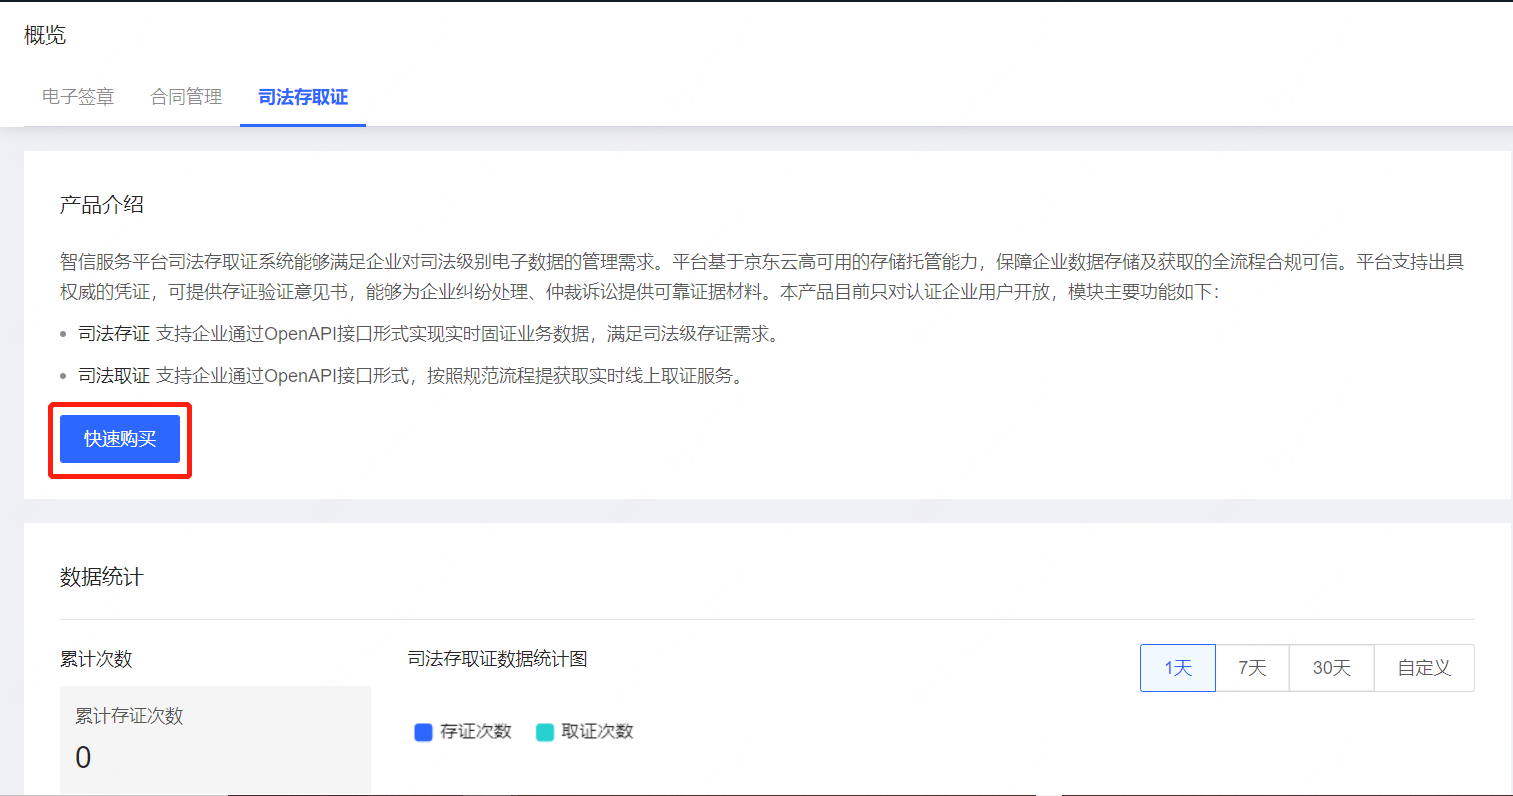 概览
电子签章 合同管理 司法存取证
产品介绍
智信服务平台司法存取证系统能够满足企业对司法级别电子数据的管理需求。平台基于京东云高可用的存储托管能力，保障企业数据存储及获取的全流程合规可信。平台支持出具
权威的凭证，可提供存证验证意见书，能够为企业纠纷处理、仲裁诉讼提供可靠证据材料。本产品目前只对认证企业用户开放，模块主要功能如下：
• 司法存证 支持企业通过OpenAPI接口形式实现实时固证业务数据，满足司法级存证需求。
• 司法取证 支持企业通过OpenAPI接口形式，按照规范流程提获取实时线上取证服务。
快速购买
数据统计
累计次数 司法存取证数据统计图 1天 7天 30天 自定义
累计存证次数 存证次数 取证次数
0